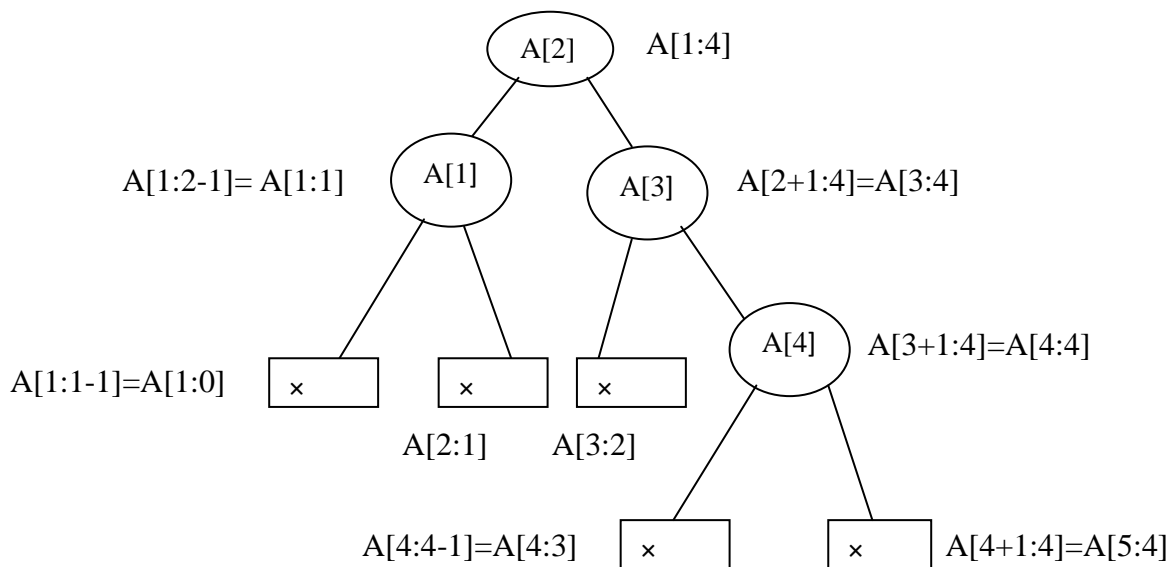 A[2] A[1:4]
A[1:2-1]= A[1:1] A[1] A[3] A[2+1:4]=A[3:4]
A[4] A[3+1:4]=A[4:4]
A[1:1-1]=A[1:0] × × ×
A[2:1] A[3:2]
A[4:4-1]=A[4:3] × × A[4+1:4]=A[5:4]